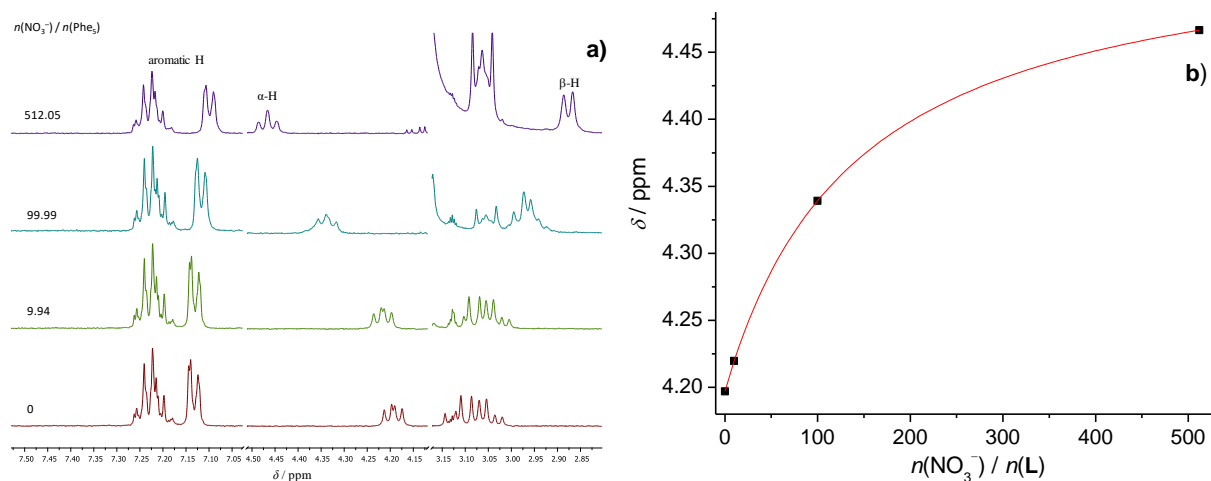 n(NO₃⁻) / n(Phe₅)
a)
aromatic H
α-H
β-H
512.05
99.99
9.94
0
7.50 7.45 7.40 7.35 7.30 7.25 7.20 7.15 7.10 7.05 4.50 4.45 4.40 4.35 4.30 4.25 4.20 4.15 3.15 3.10 3.05 3.00 2.95 2.90 2.85
δ / ppm
b)
4.45
4.40
4.35
4.30
4.25
4.20
δ / ppm
0 100 200 300 400 500
n(NO₃⁻) / n(L)